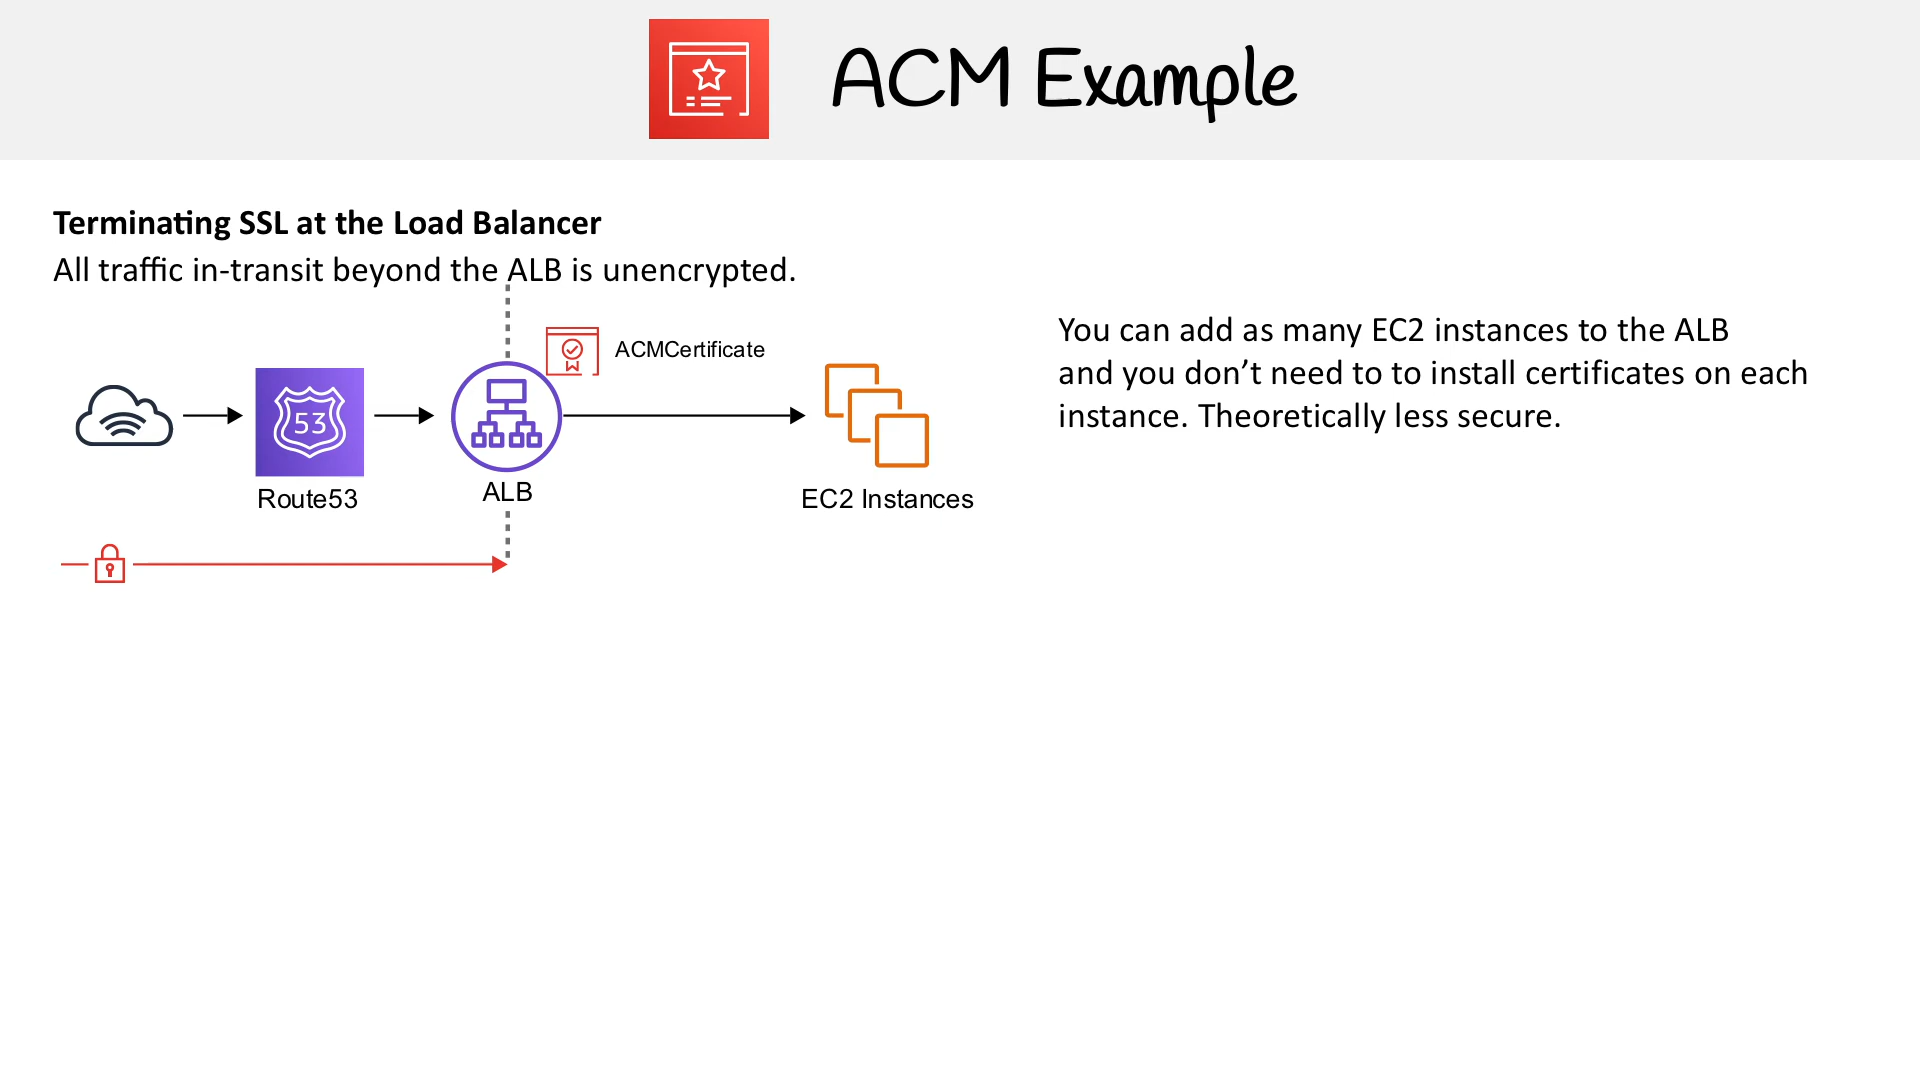 ACM Example
Terminating SSL at the Load Balancer
All traffic in-transit beyond the ALB is unencrypted.
ACMCertificate
You can add as many EC2 instances to the ALB
and you don’t need to to install certificates on each
instance. Theoretically less secure.
53
Route53
ALB
EC2 Instances